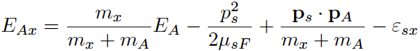 E_{Ax} = \frac{m_x}{m_x + m_A} E_A - \frac{p_s^2}{2\mu_{sF}} + \frac{\mathbf{p}_s \cdot \mathbf{p}_A}{m_x + m_A} - \varepsilon_{sx}